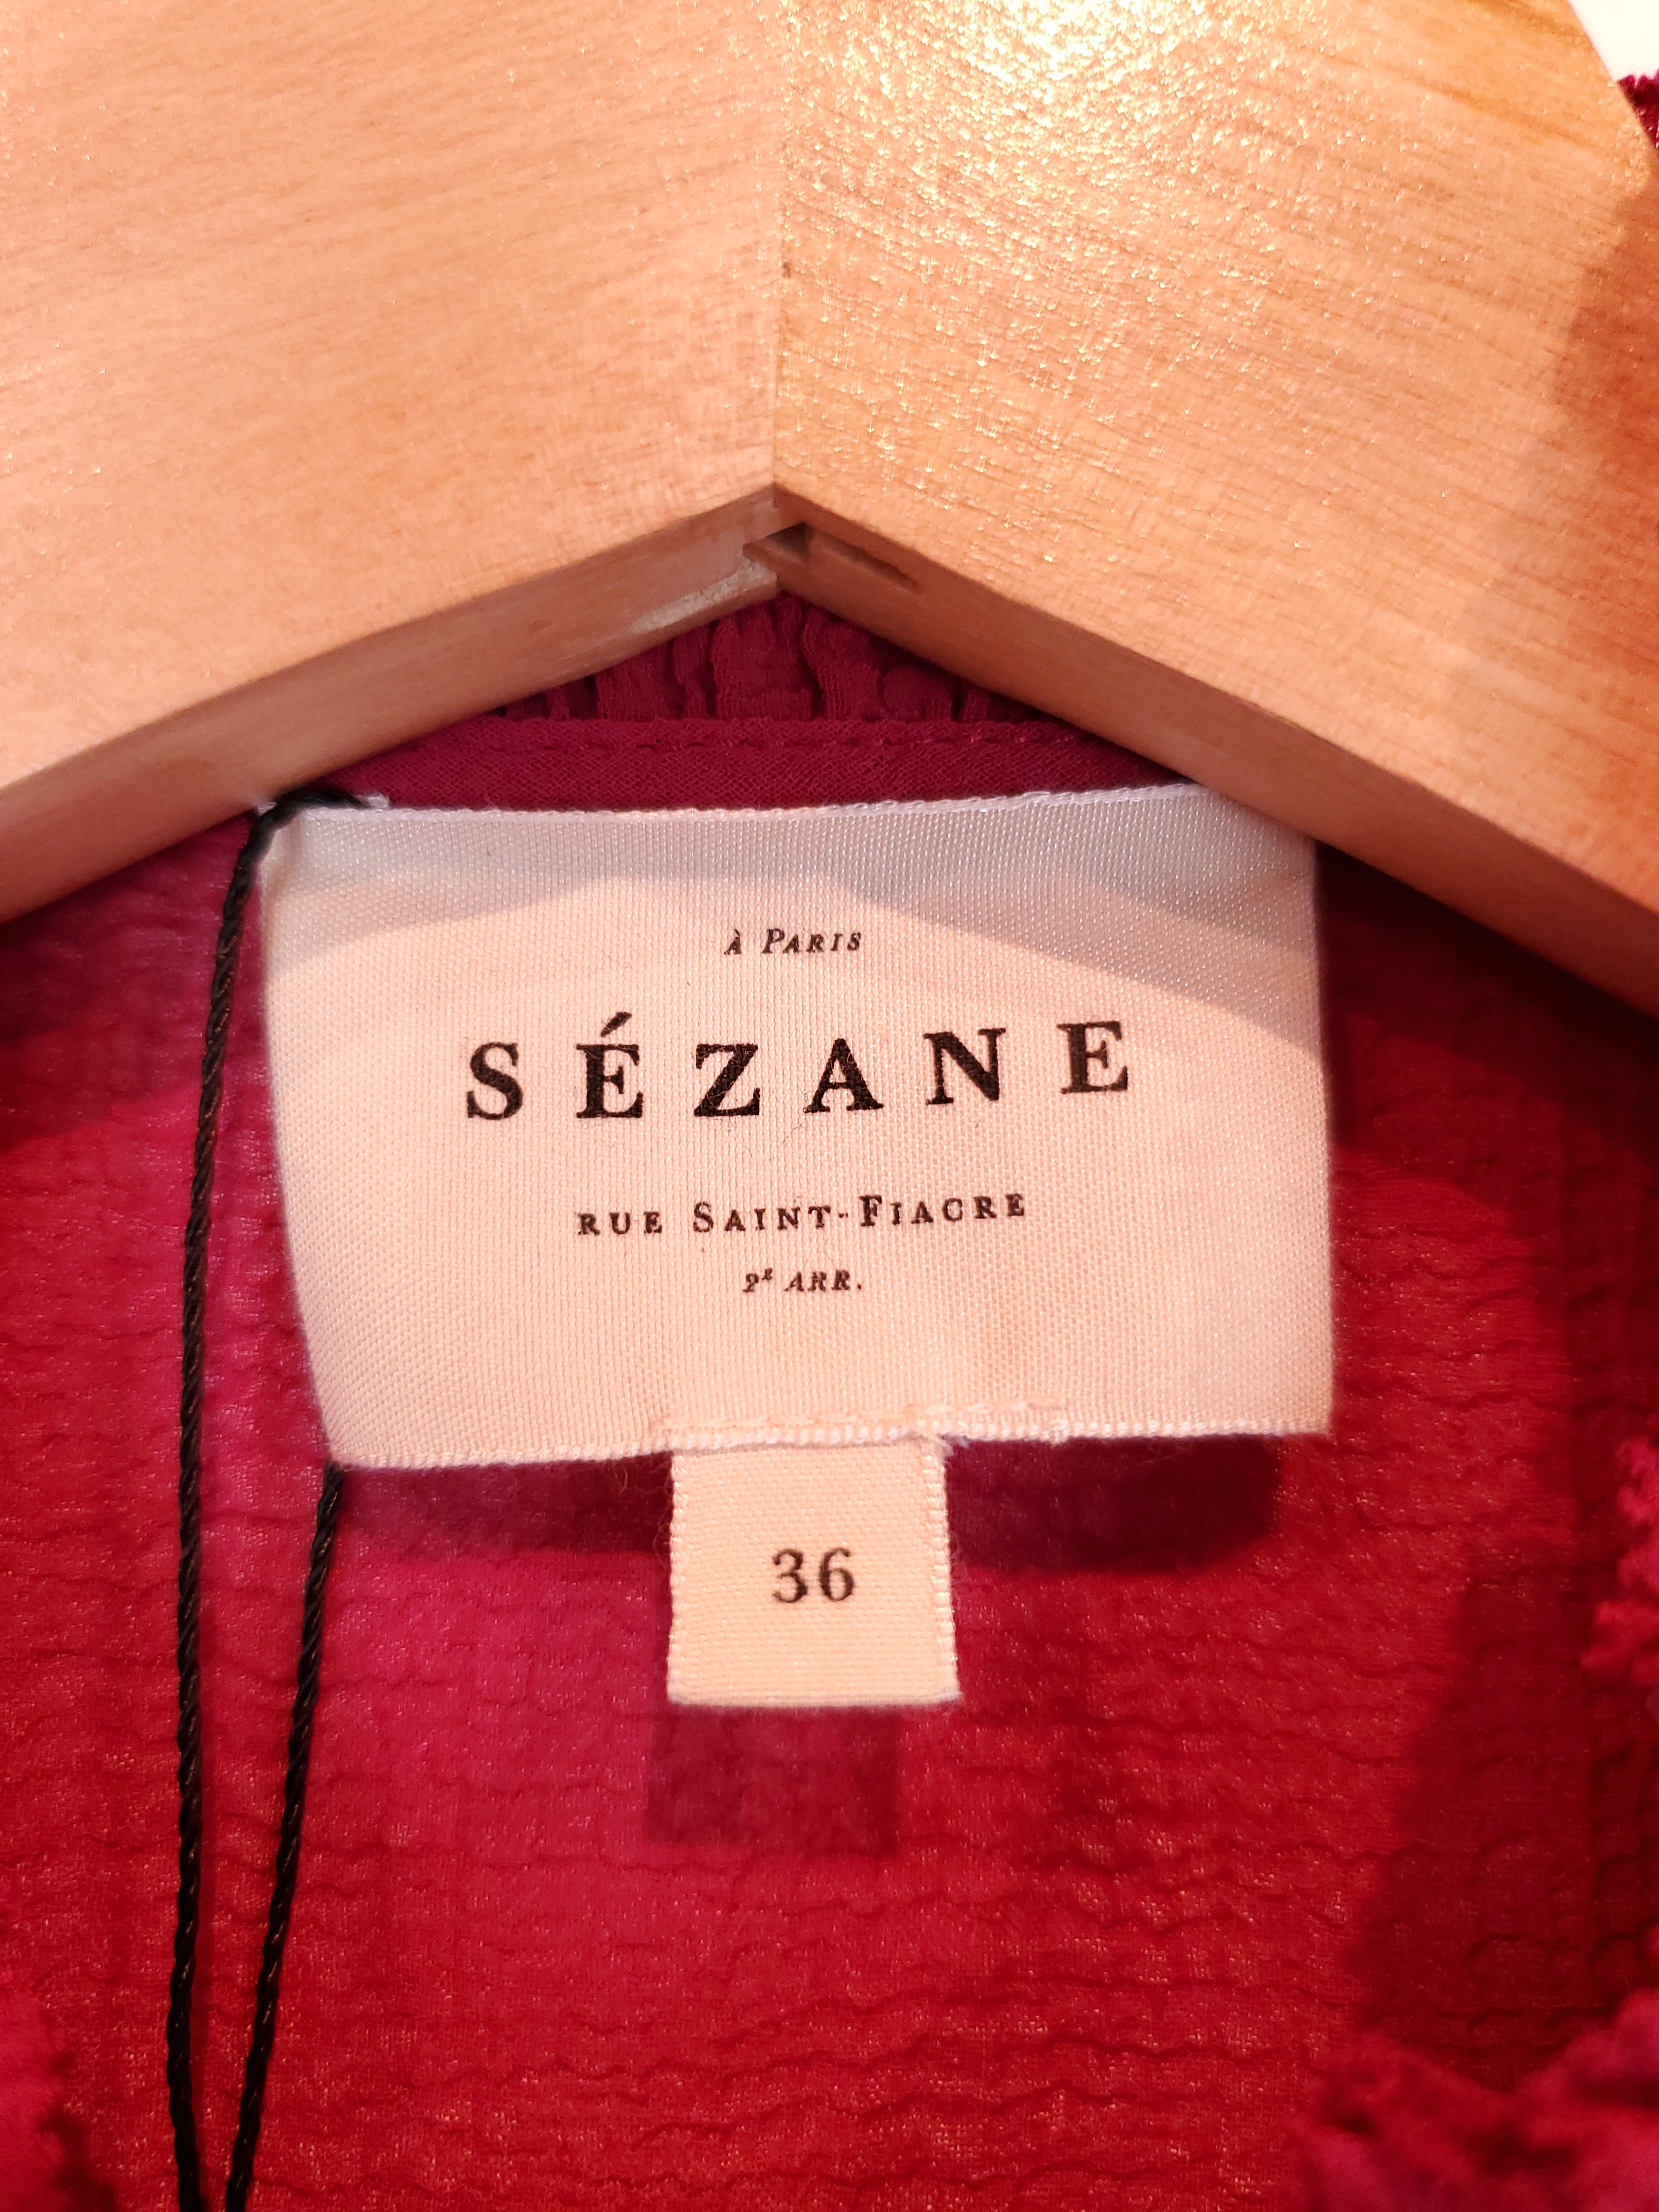 À PARIS
SÉZANE
RUE SAINT-FIACRE
2E ARR.
36